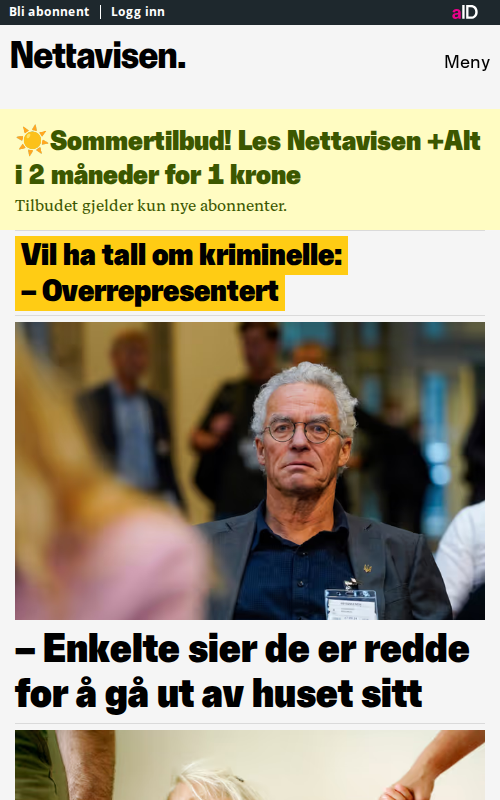 Bli abonnent | Logg inn
aID
Nettavisen.
Meny
☀️Sommertilbud! Les Nettavisen +Alt
i 2 måneder for 1 krone
Tilbudet gjelder kun nye abonnenter.
Vil ha tall om kriminelle:
– Overrepresentert
– Enkelte sier de er redde
for å gå ut av huset sitt